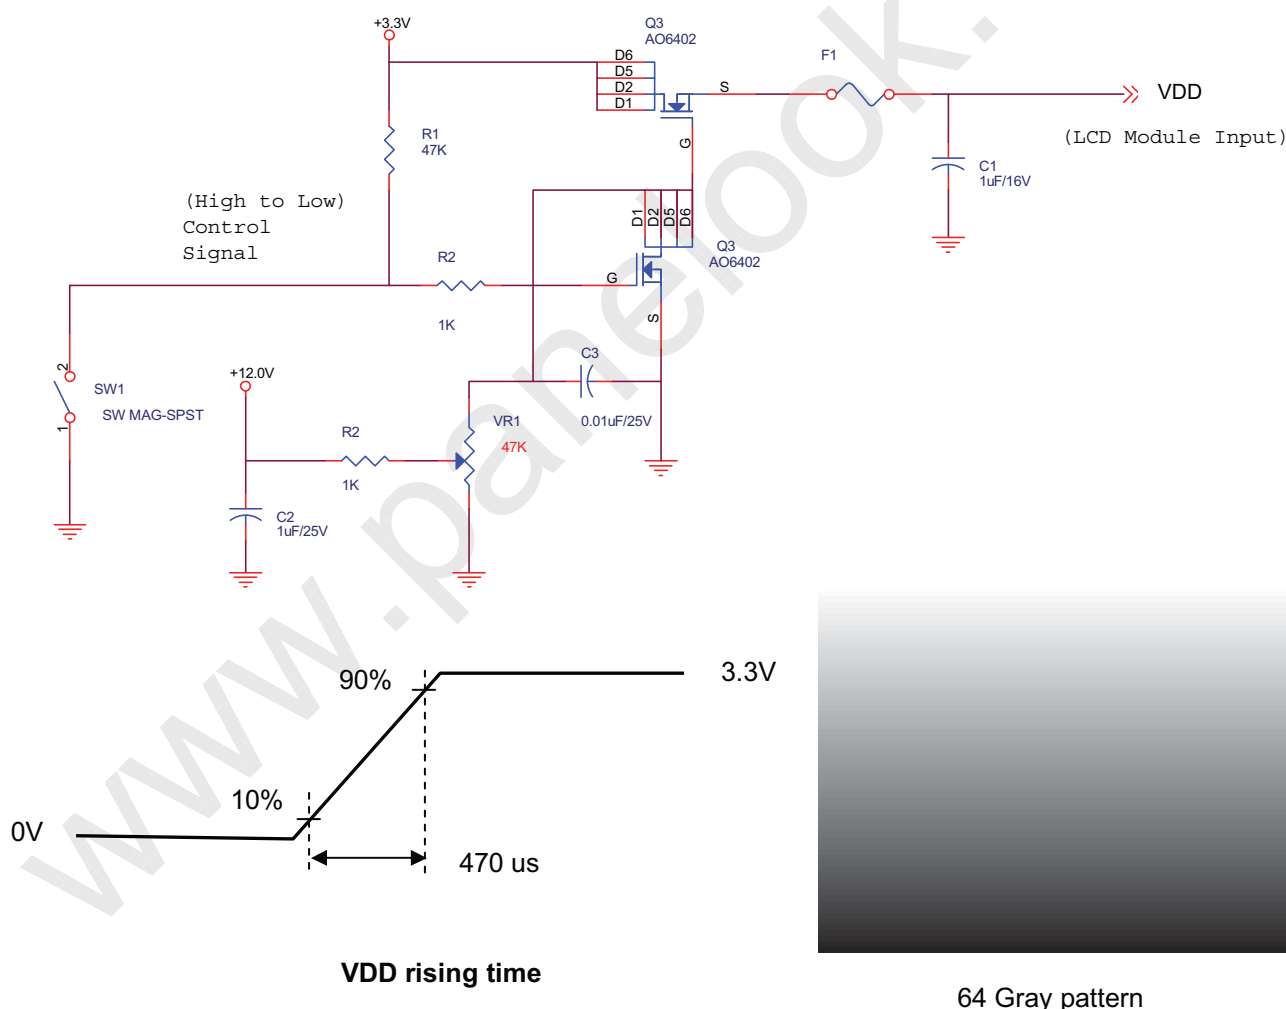 +3.3V
Q3
AO6402
D6
D5
D2
D1
S
G
F1
VDD
(LCD Module Input)
C1
1uF/16V
R1
47K
(High to Low)
Control
Signal
D1
D2
D5
D6
Q3
AO6402
R2
1K
G
S
2
1
SW1
SW MAG-SPST
+12.0V
R2
1K
VR1
47K
C3
0.01uF/25V
C2
1uF/25V
www.panelook.
90%
3.3V
10%
0V
470 us
VDD rising time
64 Gray pattern